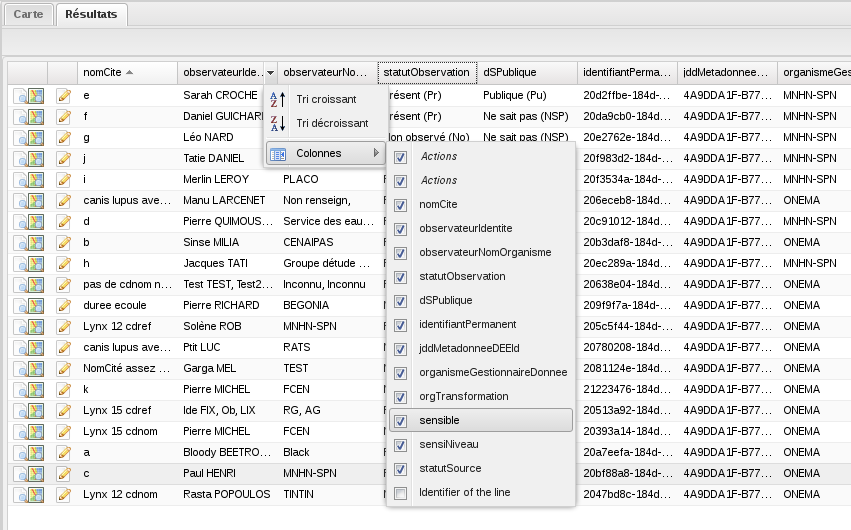 Carte Résultats
nomCite observateurIde... observateurNo... statutObservation dSPublique identifiantPerma... jddMetadonnee... organismeGes
e Sarah CROCHE résent (Pr) Publique (Pu) 20d2ffbe-184d-... 4A9DDA1F-B77... MNHN-SPN
f Daniel GUICHAR résent (Pr) Ne sait pas (NSP) 20da9cb0-184d-... 4A9DDA1F-B77... MNHN-SPN
g Léo NARD on observé (No) Ne sait pas (NSP) 20e2762e-184d-... 4A9DDA1F-B77... MNHN-SPN
j Tatie DANIEL 20f983d2-184d-... 4A9DDA1F-B77... MNHN-SPN
i Merlin LEROY PLACO 20f3534a-184d-... 4A9DDA1F-B77... MNHN-SPN
canis lupus ave... Manu LARCENET Non renseign, 206eceb8-184d... 4A9DDA1F-B77... ONEMA
d Pierre QUIMOUS... Service des eau... 20c91012-184d-... 4A9DDA1F-B77... MNHN-SPN
b Sinse MILIA CENAIPAS 20b3daf8-184d-... 4A9DDA1F-B77... ONEMA
h Jacques TATI Groupe détude ... 20ec289a-184d-... 4A9DDA1F-B77... MNHN-SPN
pas de cdnom n... Test TEST, Test2... Inconnu, Inconnu 20638e04-184d... 4A9DDA1F-B77... ONEMA
duree ecoule Pierre RICHARD BEGONIA 209f9f7a-184d-... 4A9DDA1F-B77... ONEMA
Lynx 12 cdref Solène ROB MNHN-SPN 205c5f44-184d-... 4A9DDA1F-B77... ONEMA
canis lupus ave... Ptit LUC RATS 20780208-184d... 4A9DDA1F-B77... ONEMA
NomCité assez ... Garga MEL TEST 2081124e-184d... 4A9DDA1F-B77... ONEMA
k Pierre MICHEL FCEN 21223476-184d... 4A9DDA1F-B77... ONEMA
Lynx 15 cdref Ide FIX, Ob, LIX RG, AG 20513a92-184d... 4A9DDA1F-B77... ONEMA
Lynx 15 cdnom Pierre MICHEL FCEN 20393a14-184d... 4A9DDA1F-B77... ONEMA
a Bloody BEETRO... Black 20a7eefa-184d-... 4A9DDA1F-B77... ONEMA
c Paul HENRI MNHN-SPN 20bf88a8-184d-... 4A9DDA1F-B77... ONEMA
Lynx 12 cdnom Rasta POPOULOS TINTIN 2047bd8c-184d... 4A9DDA1F-B77... ONEMA
Tri croissant
Tri décroissant
Colonnes
Actions
Actions
nomCite
observateurIdentite
observateurNomOrganisme
statutObservation
dSPublique
identifiantPermanent
jddMetadonneeDEEId
organismeGestionnaireDonnee
orgTransformation
sensible
sensiNiveau
statutSource
Identifier of the line